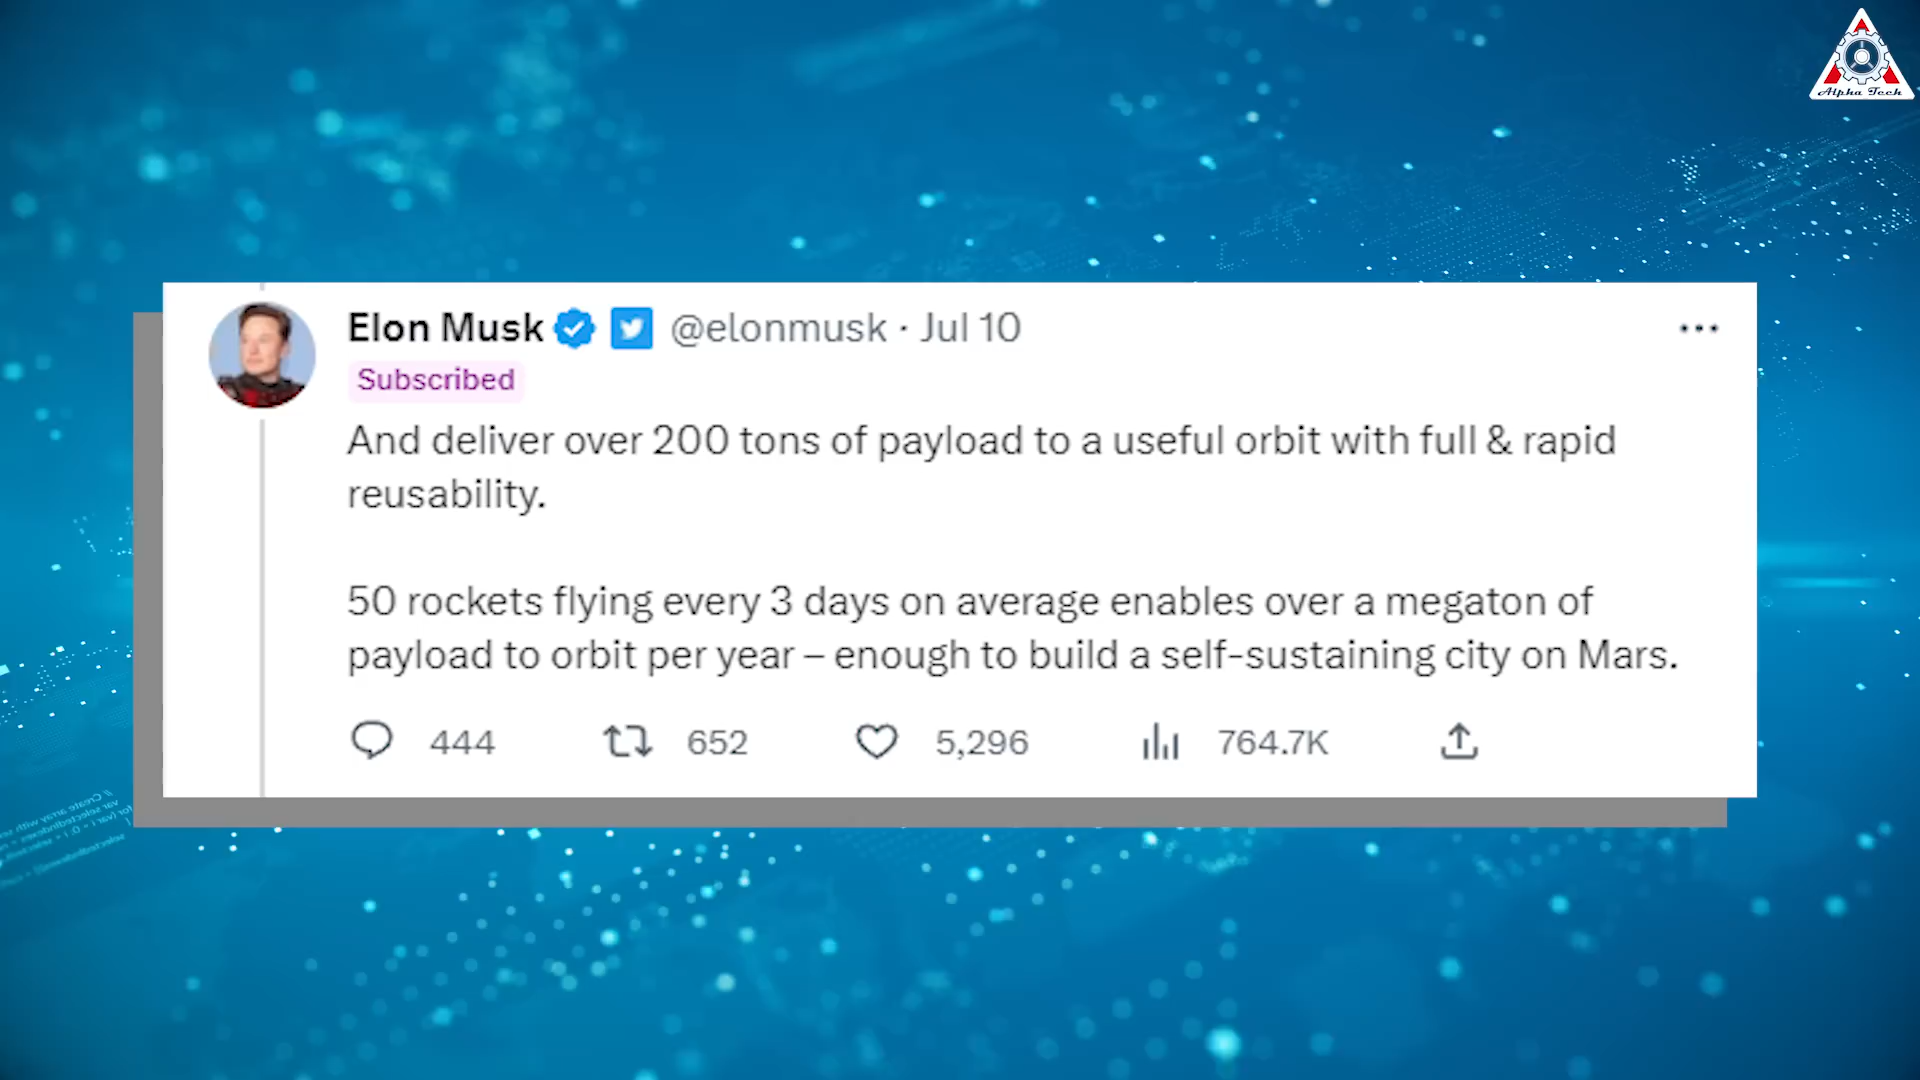 Alpha Tech
Elon Musk @elonmusk · Jul 10
Subscribed
And deliver over 200 tons of payload to a useful orbit with full & rapid
reusability.
50 rockets flying every 3 days on average enables over a megaton of
payload to orbit per year – enough to build a self-sustaining city on Mars.
444 652 5,296 764.7K